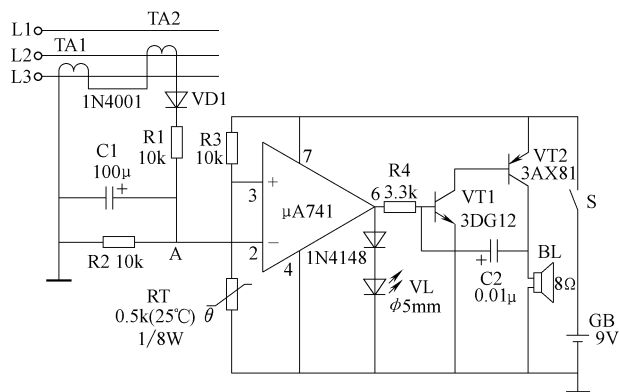 L1
TA2
L2
TA1
L3
1N4001
VD1
R1
10k
R3
10k
C1
100μ
+
7
VT2
3AX81
R4
3.3k
6
3
+
μA741
VT1
3DG12
S
R2 10k
A
2
−
4
1N4148
+
C2
0.01μ
BL
8Ω
VL
ϕ5mm
RT
0.5k(25℃)
θ
1/8W
GB
9V